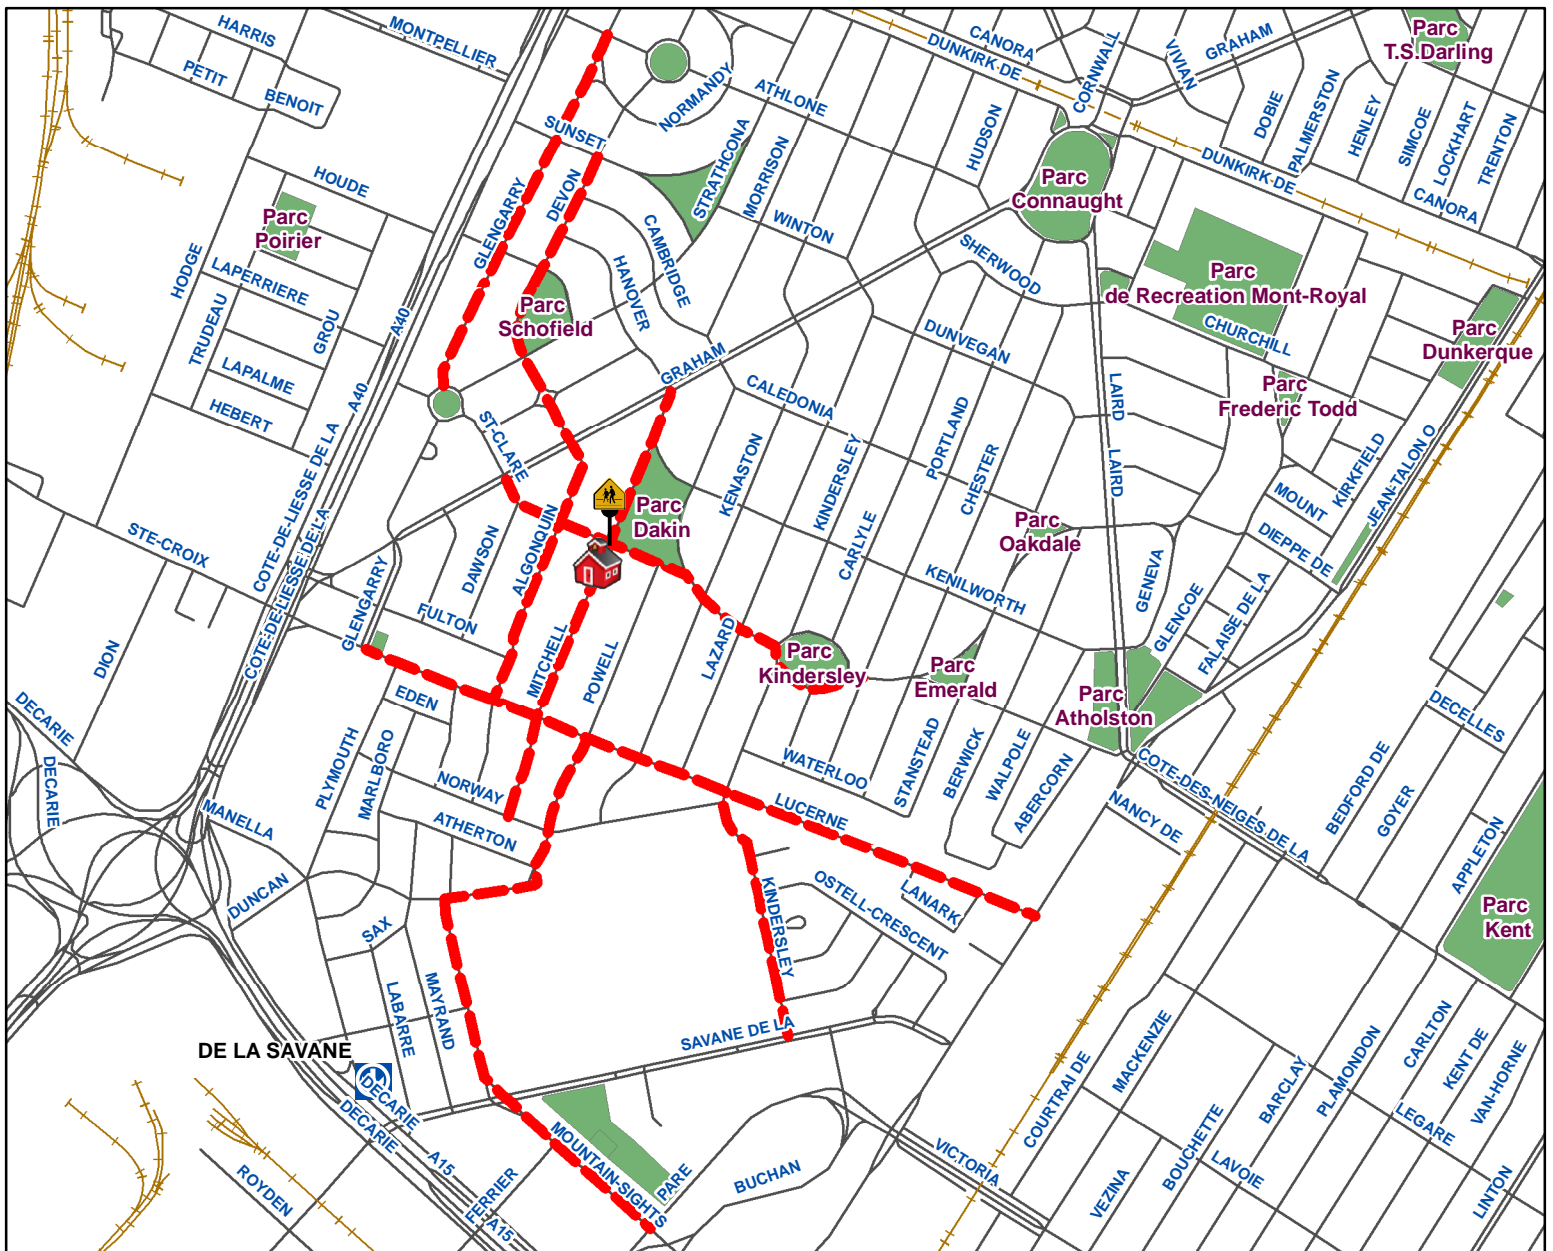 HARRIS
MONTPELLIER
CANORA
DUNKIRK DE
CORNWALL
VIVIAN
GRAHAM
Parc
T.S.Darling
PETIT
BENOIT
NORMANDY
ATHLONE
DOBIE
PALMERSTON
HENLEY
SIMCOE
LOCKHART
TRENTON
SUNSET
STRATHCONA
MORRISON
HUDSON
HOUDE
GLENGARRY
DEVON
DUNKIRK DE
CANORA
Parc
Connaught
Parc
Poirier
CAMBRIDGE
WINTON
HODGE
LAPERRIERE
HANOVER
SHERWOOD
Parc
de Recreation Mont-Royal
TRUDEAU
GROU
A40
Parc
Schofield
DUNVEGAN
CHURCHILL
Parc
Dunkerque
LAPALME
A40
GRAHAM
CALEDONIA
LAIRD
Parc
Frederic Todd
HEBERT
ST-CLARE
KENASTON
KINDERSLEY
PORTLAND
CHESTER
LAIRD
KIRKFIELD
JEAN-TALON O
COTE-DE-LIESSE DE LA
COTE-DE-LIESSE DE LA
COTE-DE-LIESSE DE LA
MOUNT
STE-CROIX
DAWSON
ALGONQUIN
Parc
Dakin
CARLYLE
Parc
Oakdale
DIEPPE DE
GLENGARRY
FULTON
KENILWORTH
GENEVA
GLENCOE
FALAISE DE LA
DION
MITCHELL
POWELL
LAZARD
Parc
Kindersley
Parc
Emerald
Parc
Atholston
EDEN
DECARIE
DECARIE
PLYMOUTH
MARLBORO
NORWAY
WATERLOO
STANSTEAD
BERWICK
WALPOLE
ABERCORN
COTE-DES-NEIGES DE LA
NANCY DE
DECELLES
BEDFORD DE
GOYER
APPLETON
MANELLA
ATHERTON
LUCERNE
DUNCAN
SAX
KINDERSLEY
OSTELL-CRESCENT
LANARK
Parc
Kent
LABARRE
MAYRAND
SAVANE DE LA
DE LA SAVANE
DECARIE
DECARIE
A15
A15
ROYDEN
FERRIER
MOUNTAIN-SIGHTS
PARE
BUCHAN
VICTORIA
COURTRAI DE
MACKENZIE
VEZINA
BOUCHETTE
LAVOIE
BARCLAY
PLAMONDON
CARLTON
KENT DE
VAN-HORNE
LEGARE
LINTON